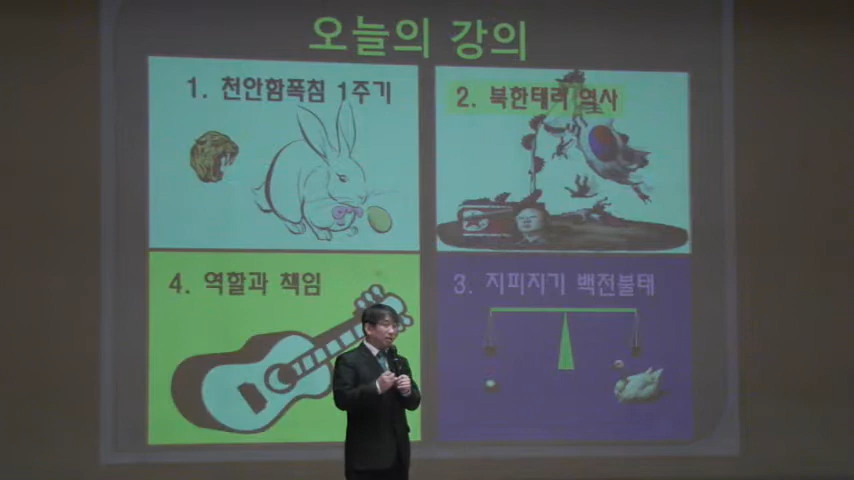 오늘의 강의
1. 천안함폭침 1주기
2. 북한테러 역사
4. 역할과 책임
3. 지피지기 백전불태